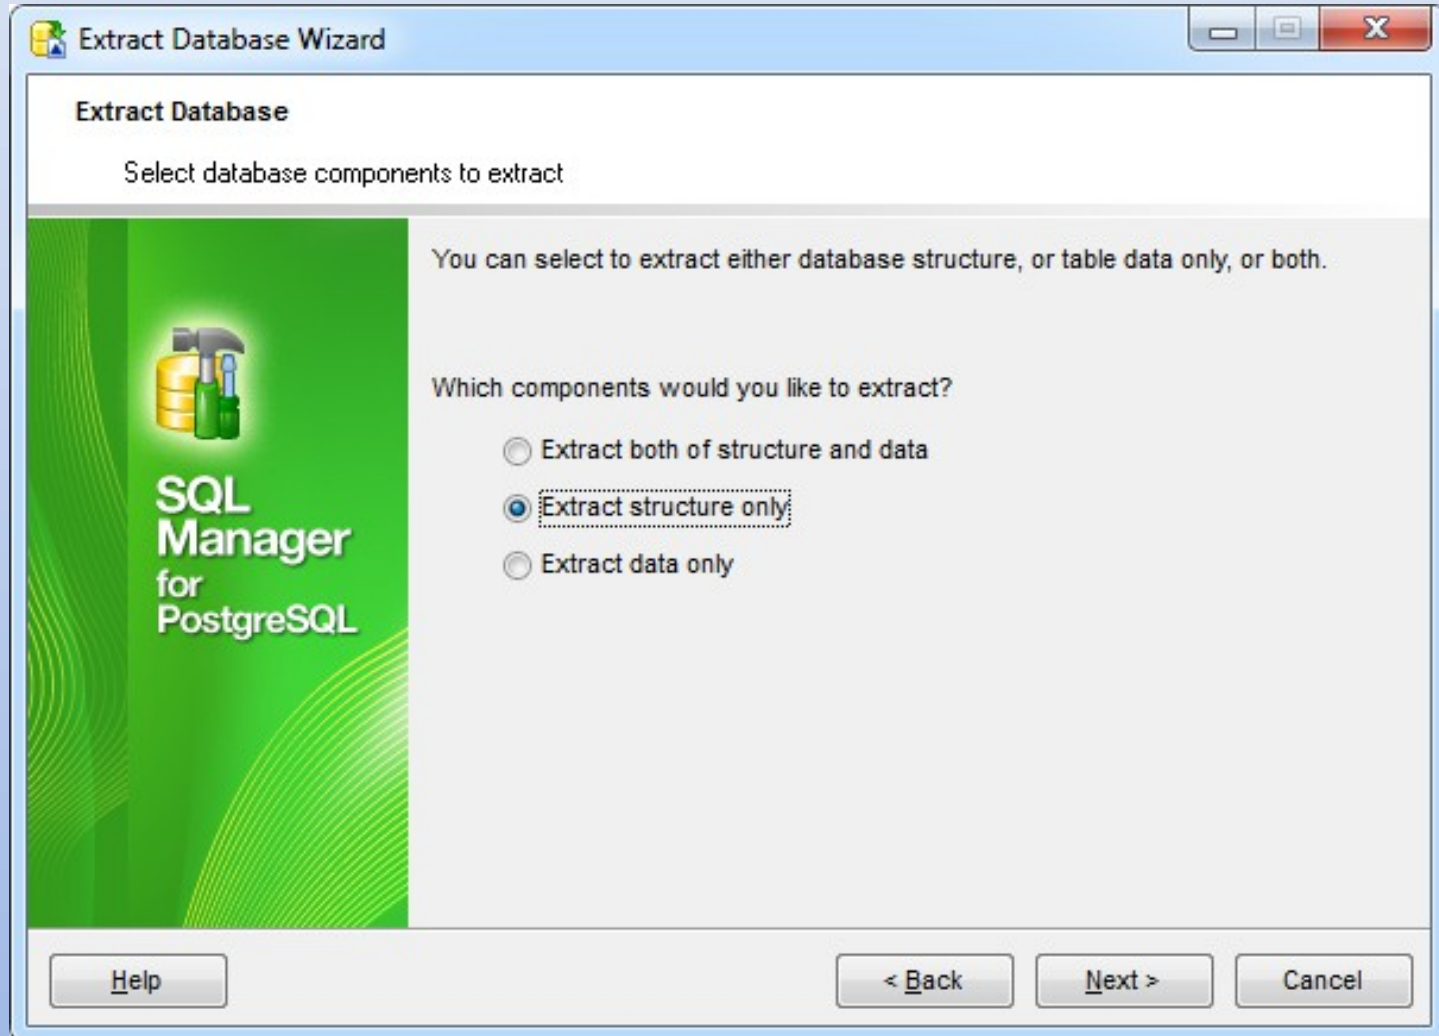 Extract Database Wizard
Extract Database
Select database components to extract
You can select to extract either database structure, or table data only, or both.
Which components would you like to extract?
Extract both of structure and data
Extract structure only
Extract data only
SQL
Manager
for
PostgreSQL
Help
< Back
Next >
Cancel